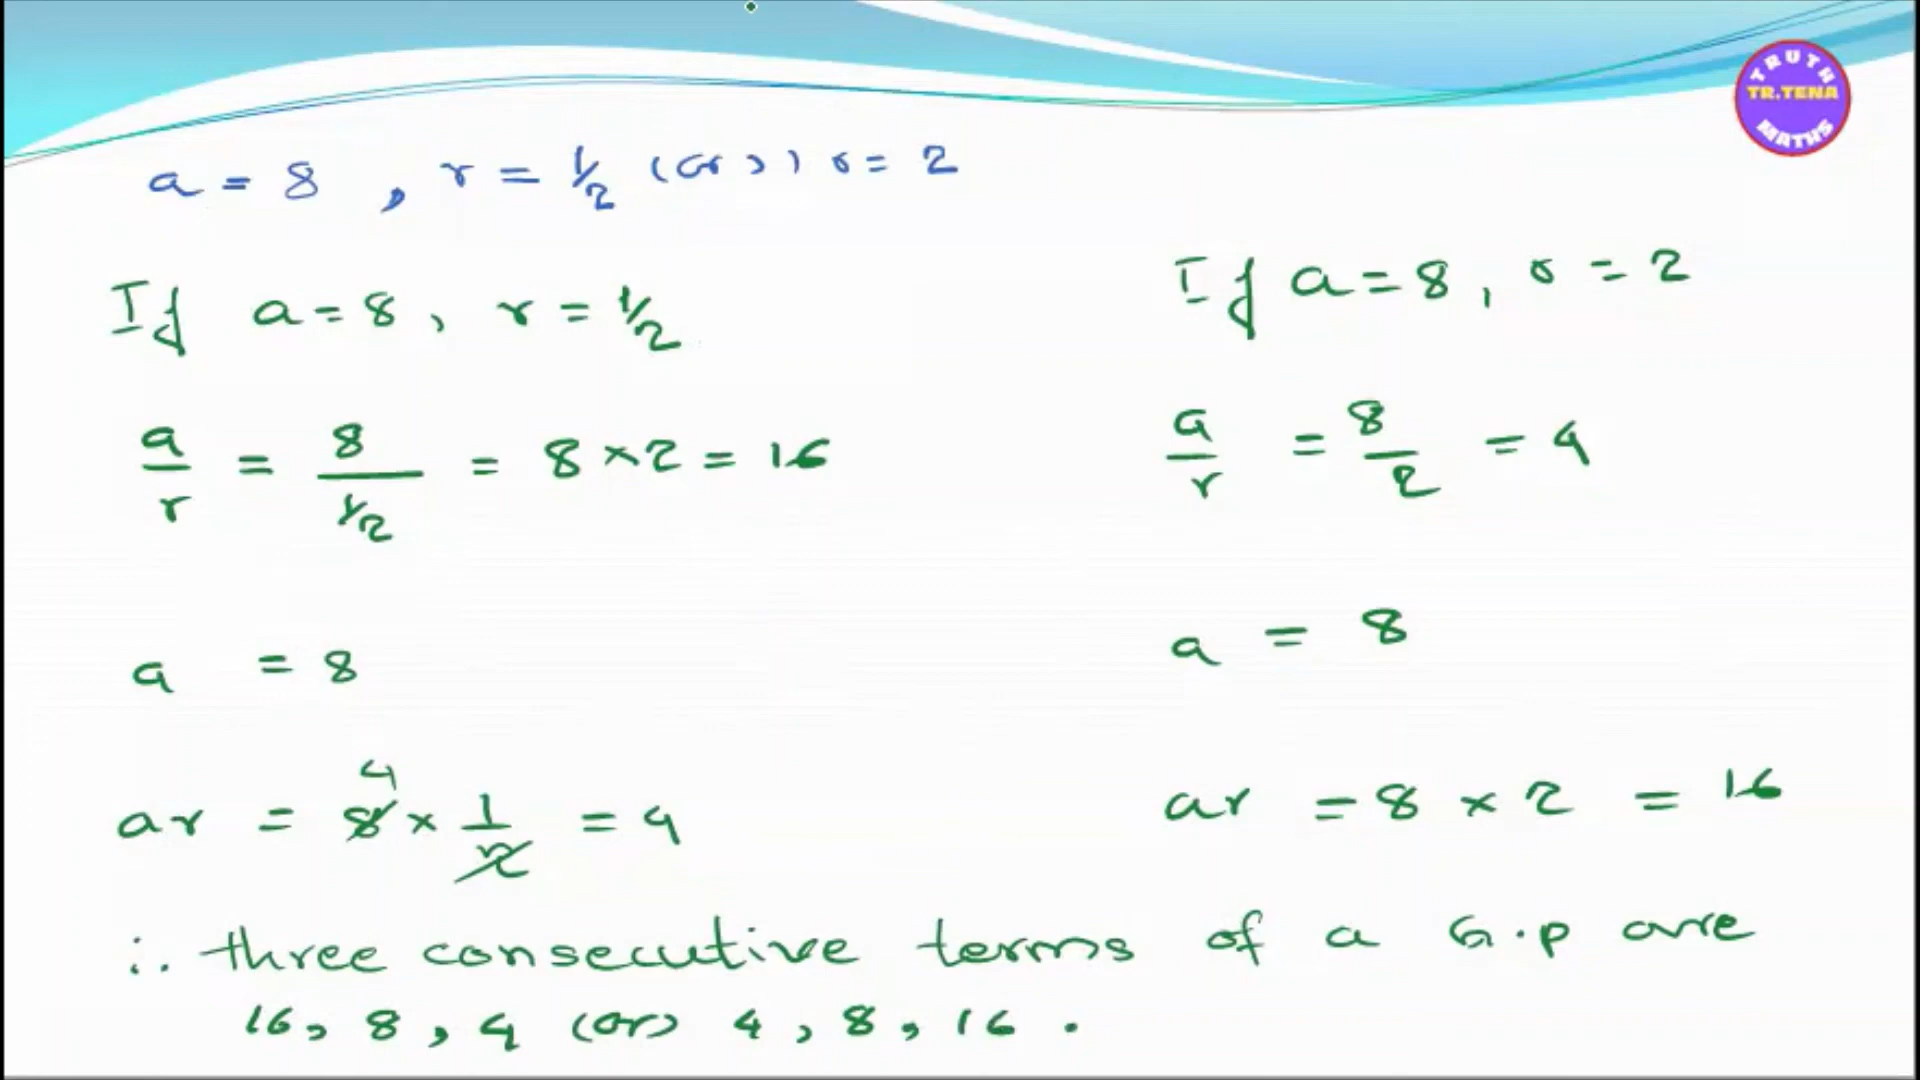 TRUTH
TR.TENA
MATHS
a = 8 , r = 1/2 (or) r = 2
If a = 8 , r = 1/2
a/r = 8/1/2 = 8 × 2 = 16
a = 8
ar = 8 4 × 1/2 = 4
If a = 8 , r = 2
a/r = 8/2 = 4
a = 8
ar = 8 × 2 = 16
∴ three consecutive terms of a G.P are
16, 8, 4 (or) 4, 8, 16.